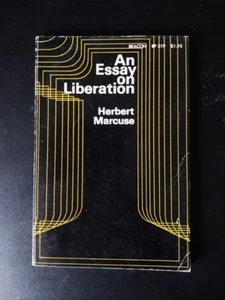 BEACON BP 319 $1.95
An
Essay
on
Liberation
Herbert
Marcuse